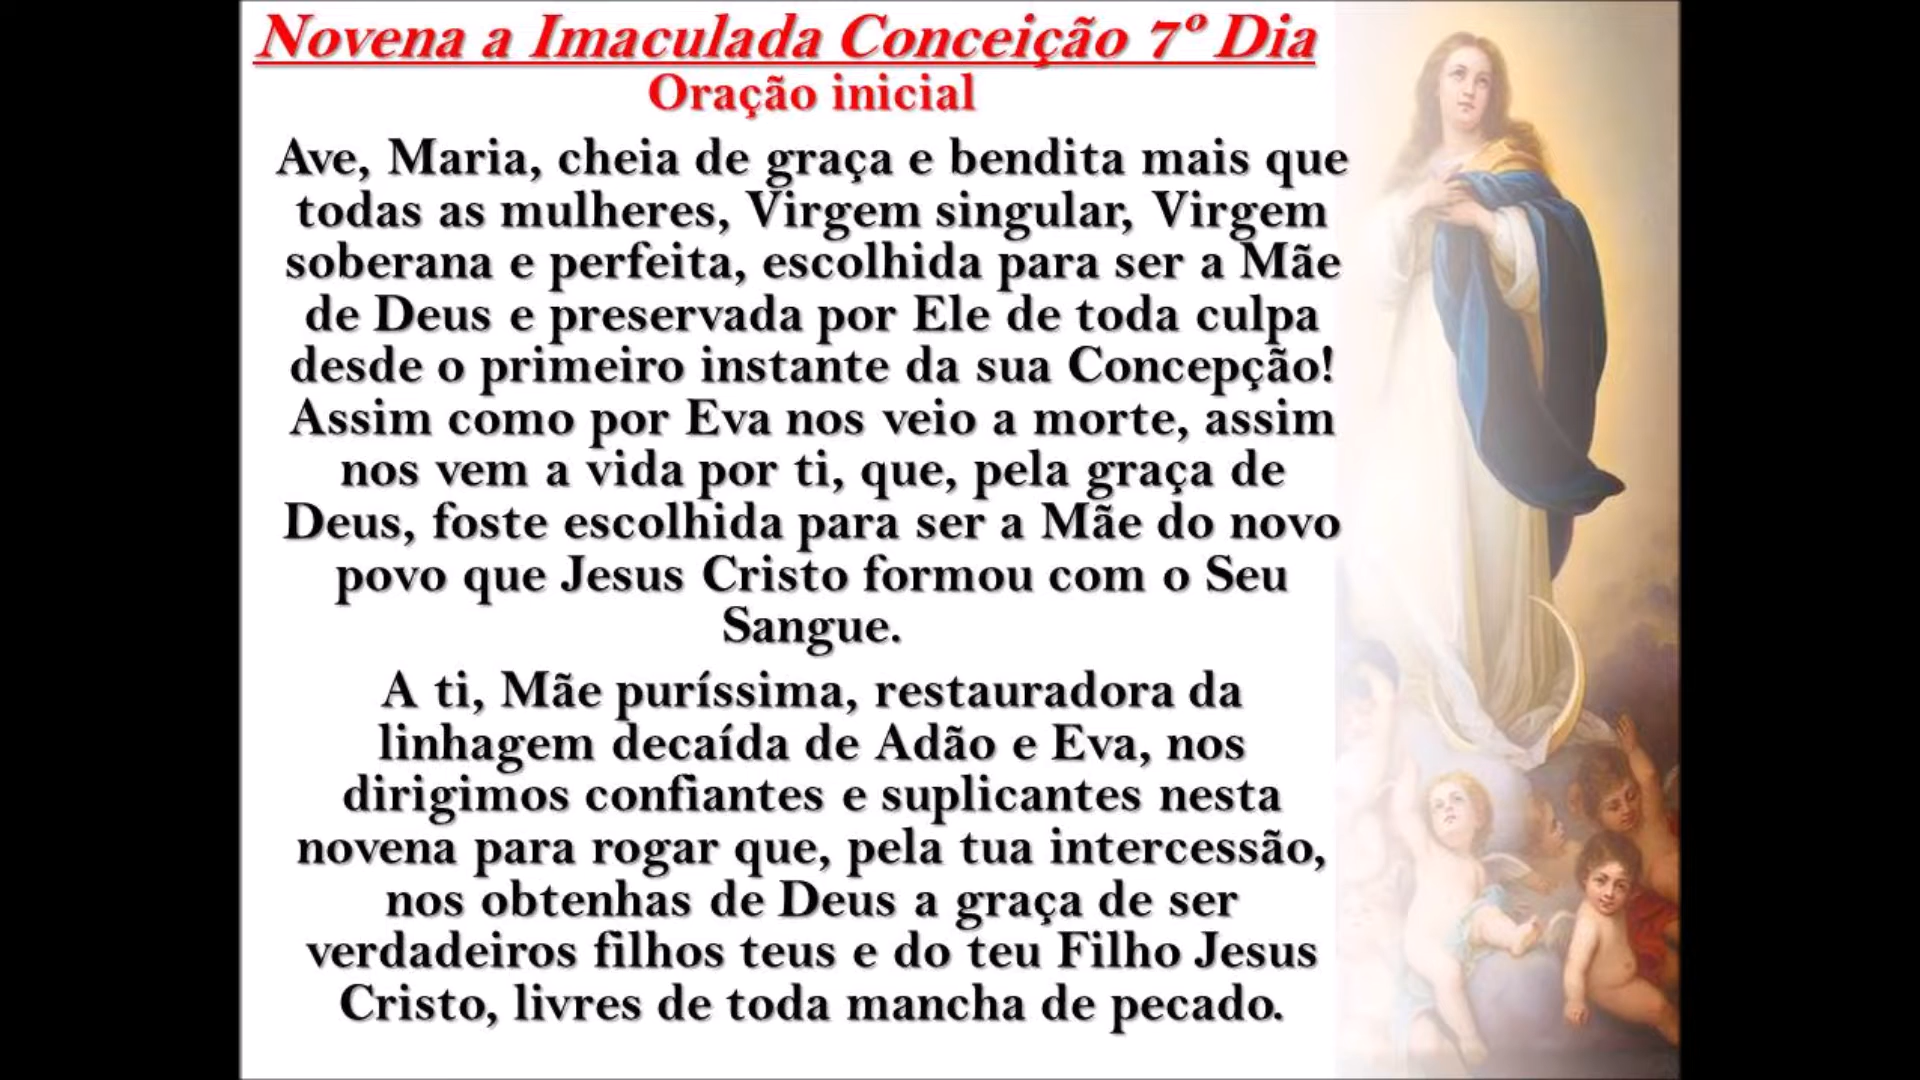 Novena a Imaculada Conceição 7º Dia
Oração inicial
Ave, Maria, cheia de graça e bendita mais que
todas as mulheres, Virgem singular, Virgem
soberana e perfeita, escolhida para ser a Mãe
de Deus e preservada por Ele de toda culpa
desde o primeiro instante da sua Concepção!
Assim como por Eva nos veio a morte, assim
nos vem a vida por ti, que, pela graça de
Deus, foste escolhida para ser a Mãe do novo
povo que Jesus Cristo formou com o Seu
Sangue.
A ti, Mãe puríssima, restauradora da
linhagem decaída de Adão e Eva, nos
dirigimos confiantes e suplicantes nesta
novena para rogar que, pela tua intercessão,
nos obtenhas de Deus a graça de ser
verdadeiros filhos teus e do teu Filho Jesus
Cristo, livres de toda mancha de pecado.